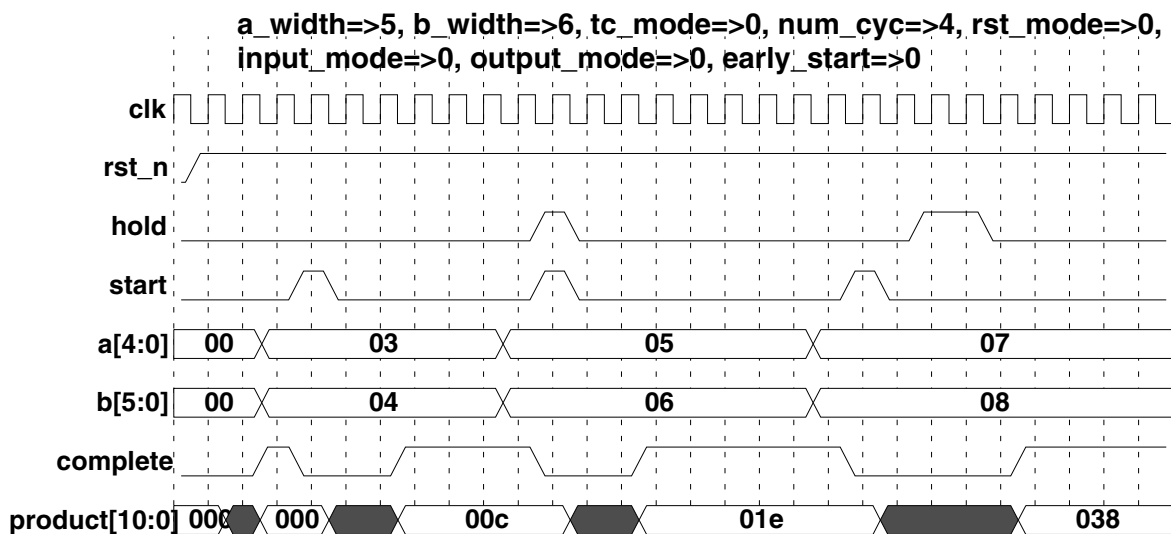 a_width=>5, b_width=>6, tc_mode=>0, num_cyc=>4, rst_mode=>0,
input_mode=>0, output_mode=>0, early_start=>0
clk
rst_n
hold
start
a[4:0] 00 03 05 07
b[5:0] 00 04 06 08
complete
product[10:0] 000 000 00c 01e 038